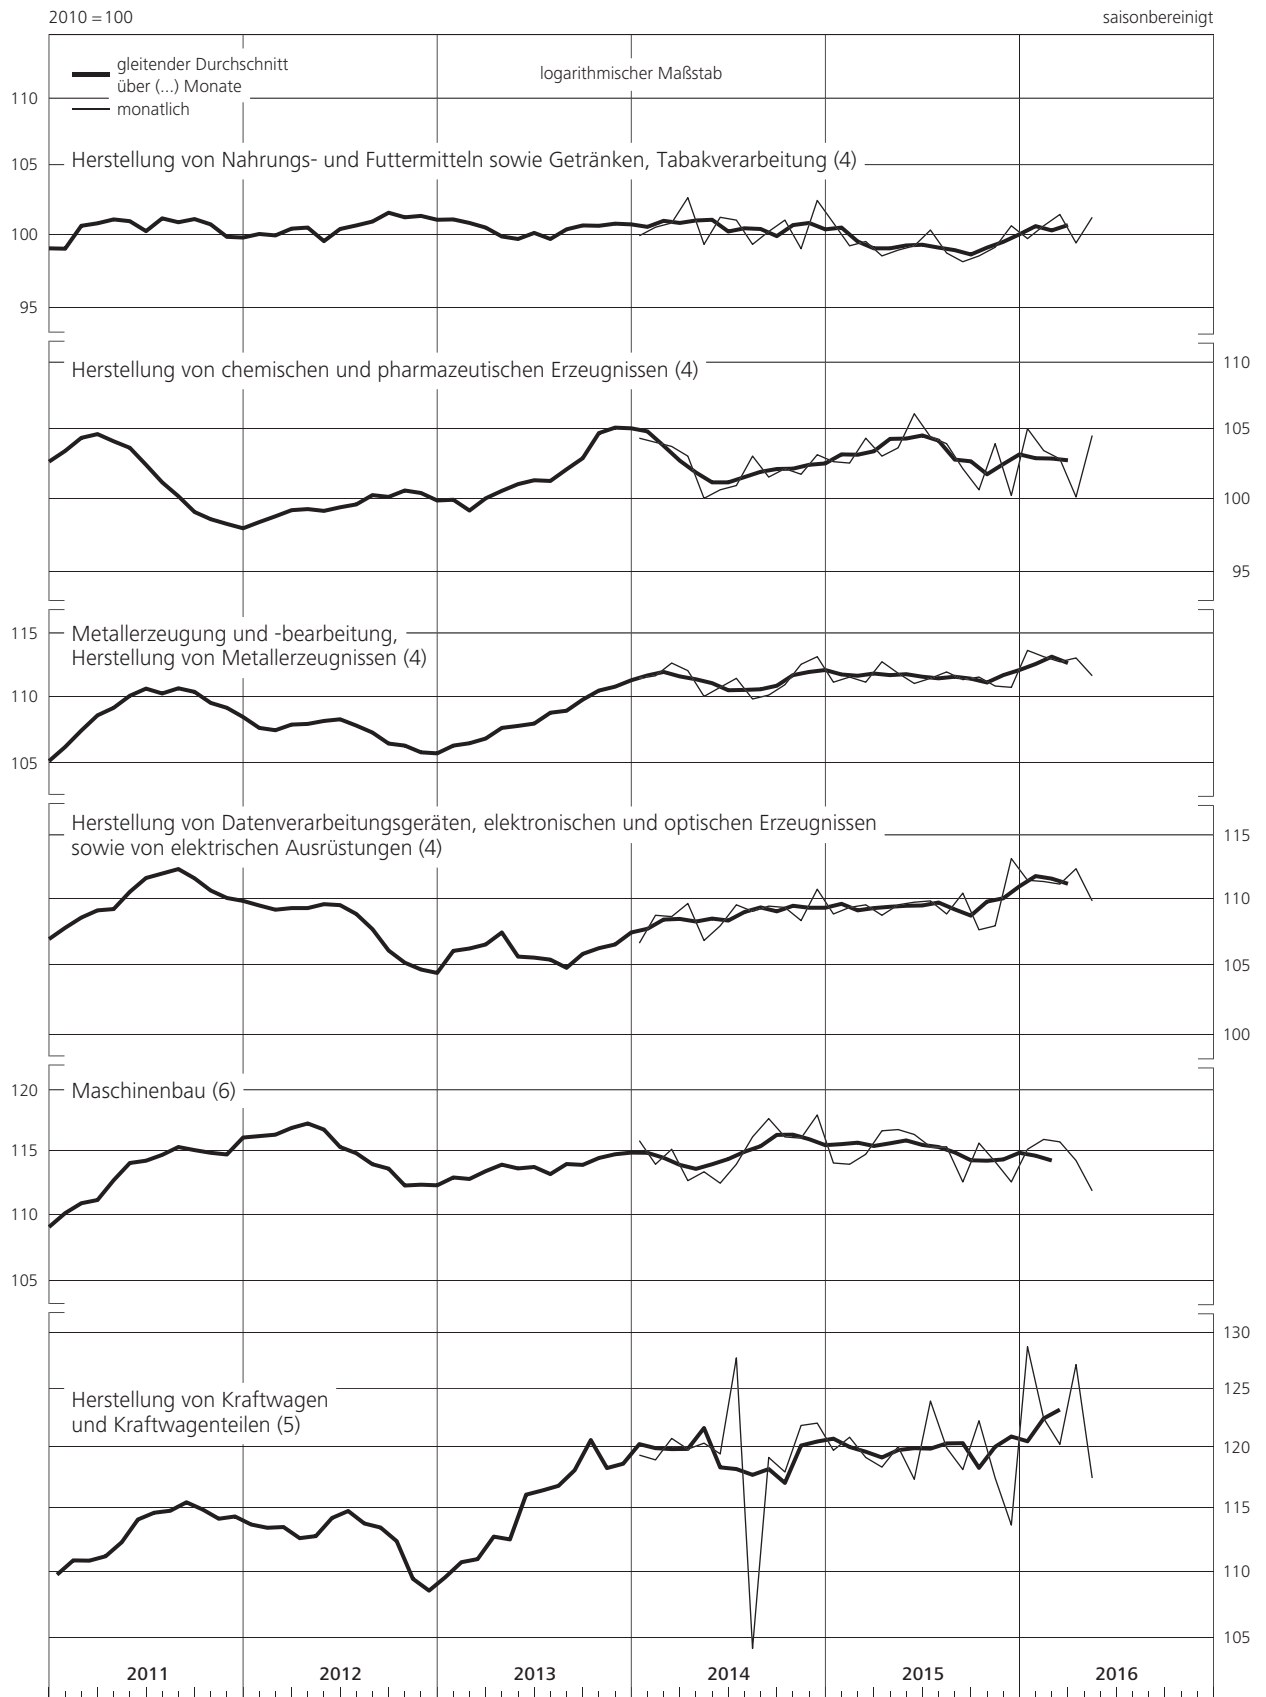 2010 = 100
saisonbereinigt
gleitender Durchschnitt
über (...) Monate
monatlich
logarithmischer Maßstab
110
105
100
95
Herstellung von Nahrungs- und Futtermitteln sowie Getränken, Tabakverarbeitung (4)
Herstellung von chemischen und pharmazeutischen Erzeugnissen (4)
110
105
100
95
Metallerzeugung und -bearbeitung,
Herstellung von Metallerzeugnissen (4)
115
110
105
Herstellung von Datenverarbeitungsgeräten, elektronischen und optischen Erzeugnissen
sowie von elektrischen Ausrüstungen (4)
115
110
105
100
Maschinenbau (6)
120
115
110
105
Herstellung von Kraftwagen
und Kraftwagenteilen (5)
130
125
120
115
110
105
2011 2012 2013 2014 2015 2016